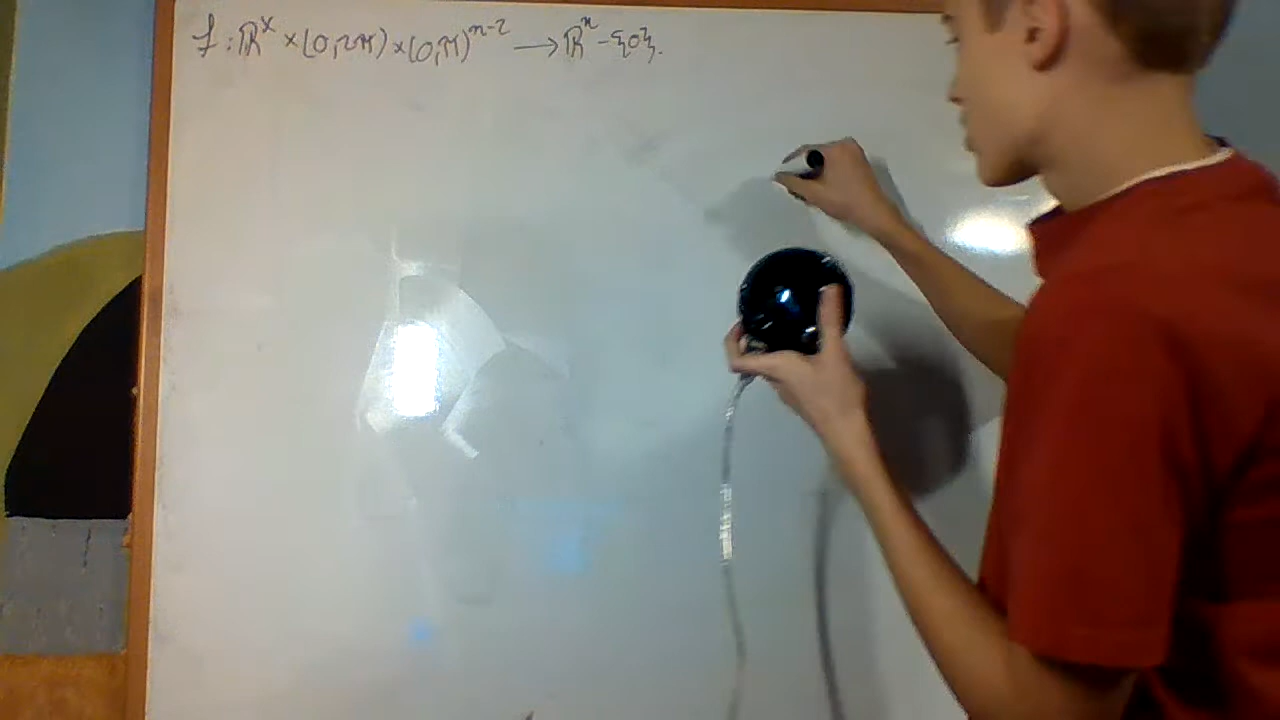 f : ℝ^x × (0, 2π) × (0, π)^{n-2} → ℝ^n - {0}.